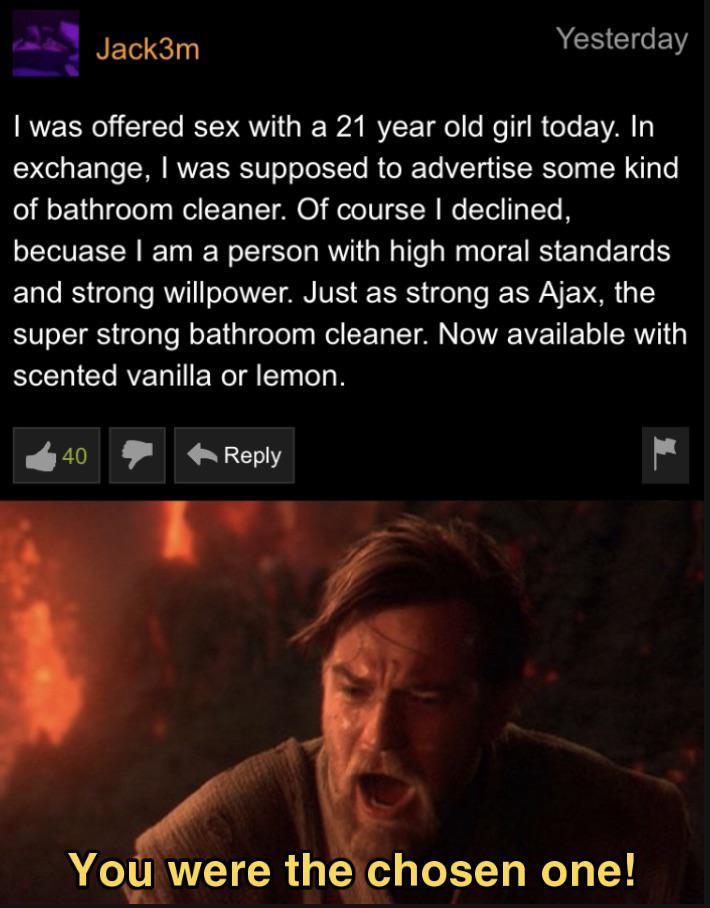 Jack3m
Yesterday
I was offered sex with a 21 year old girl today. In
exchange, I was supposed to advertise some kind
of bathroom cleaner. Of course I declined,
becuase I am a person with high moral standards
and strong willpower. Just as strong as Ajax, the
super strong bathroom cleaner. Now available with
scented vanilla or lemon.
40
Reply
You were the chosen one!